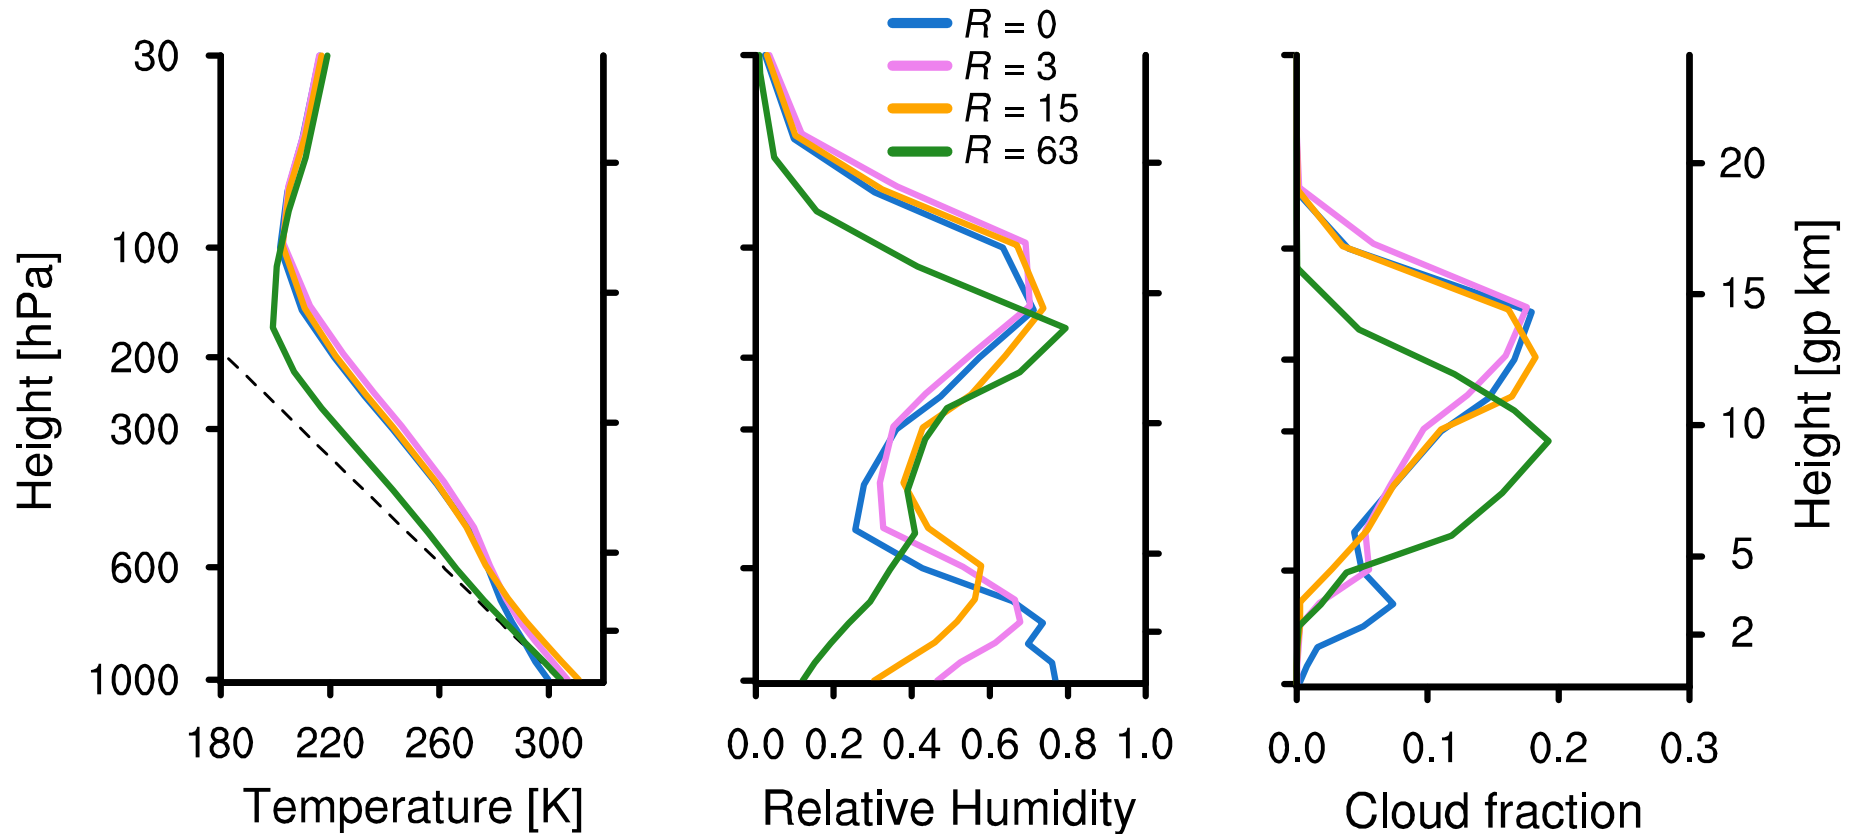 R = 0
R = 3
R = 15
R = 63
Height [hPa]
30
100
200
300
600
1000
180 220 260 300
Temperature [K]
0.0 0.2 0.4 0.6 0.8 1.0
Relative Humidity
0.0 0.1 0.2 0.3
Cloud fraction
20
15
10
5
2
Height [gp km]